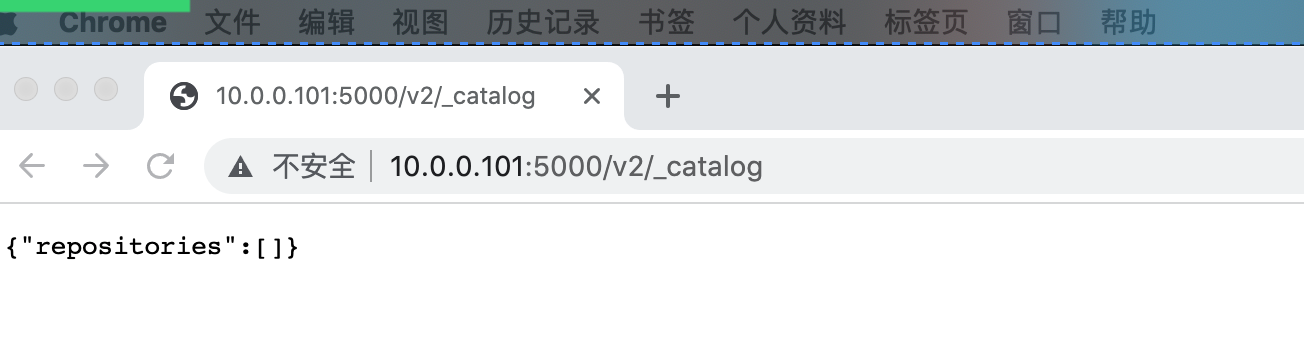 Chrome 文件 编辑 视图 历史记录 书签 个人资料 标签页 窗口 帮助
10.0.0.101:5000/v2/_catalog
不安全 10.0.0.101:5000/v2/_catalog
{"repositories":[]}